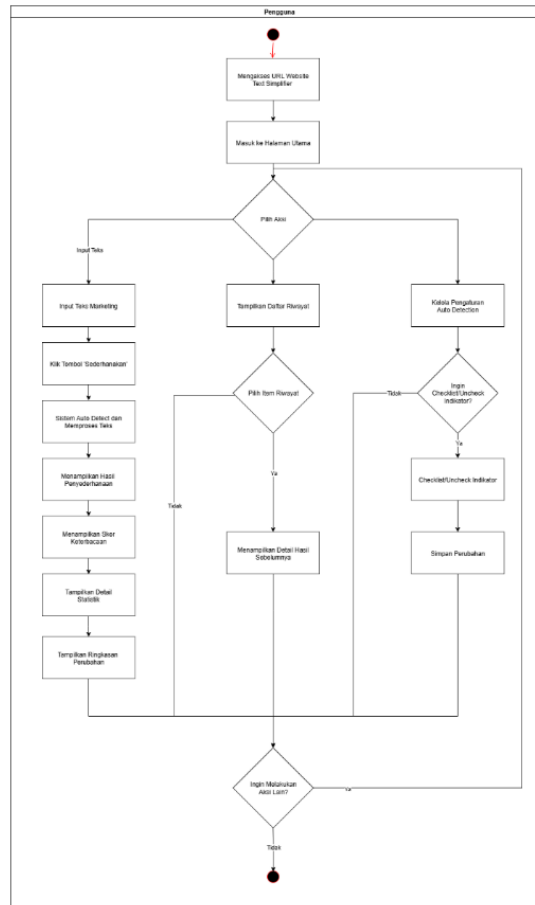 Pengguna
Mengakses URL Website
Text Simplifier
Masuk ke Halaman Utama
Pilih Aksi
Input Teks
Input Teks Marketing
Klik Tombol 'Sederhanakan'
Sistem Auto Detect dan
Memproses Teks
Menampilkan Hasil
Penyederhanaan
Menampilkan Skor
Keterbacaan
Tampilkan Detail
Statistik
Tampilkan Ringkasan
Perubahan
Tampilkan Daftar Riwayat
Pilih Item Riwayat
Tidak
Ya
Menampilkan Detail Hasil
Sebelumnya
Kelola Pengaturan
Auto Detection
Ingin
Checklist/Uncheck
Indikator?
Tidak
Ya
Checklist/Uncheck Indikator
Simpan Perubahan
Ingin Melakukan
Aksi Lain?
Tidak